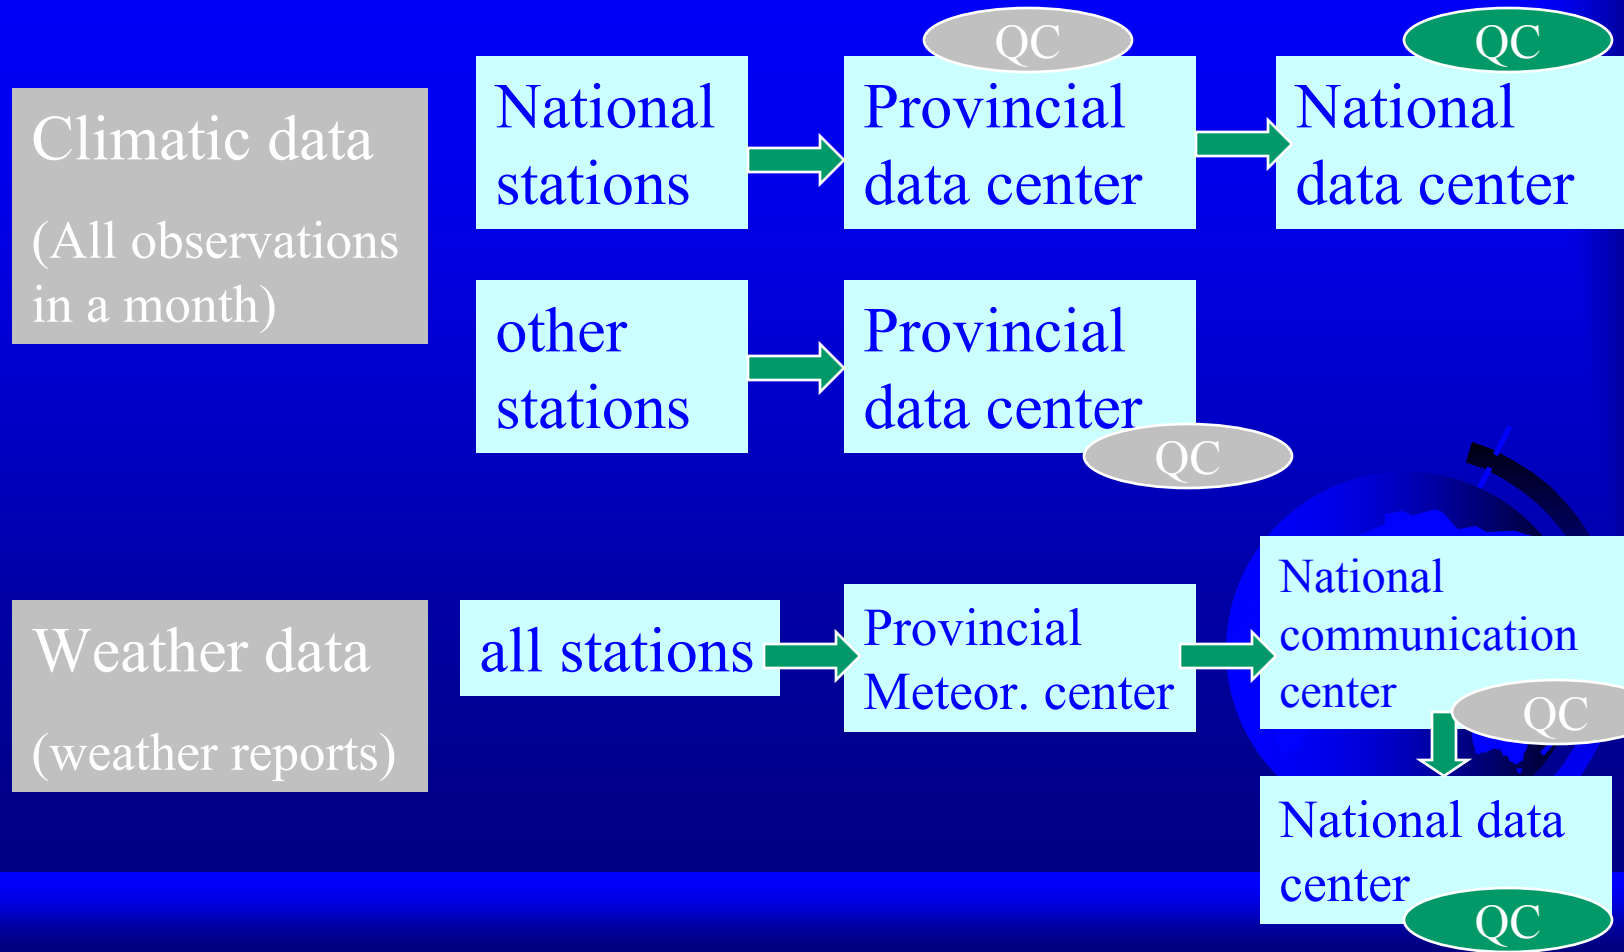 Climatic data
(All observations
in a month)
National
stations
QC
Provincial
data center
QC
National
data center
other
stations
Provincial
data center
QC
Weather data
(weather reports)
all stations
Provincial
Meteor. center
National
communication
center
QC
National data
center
QC